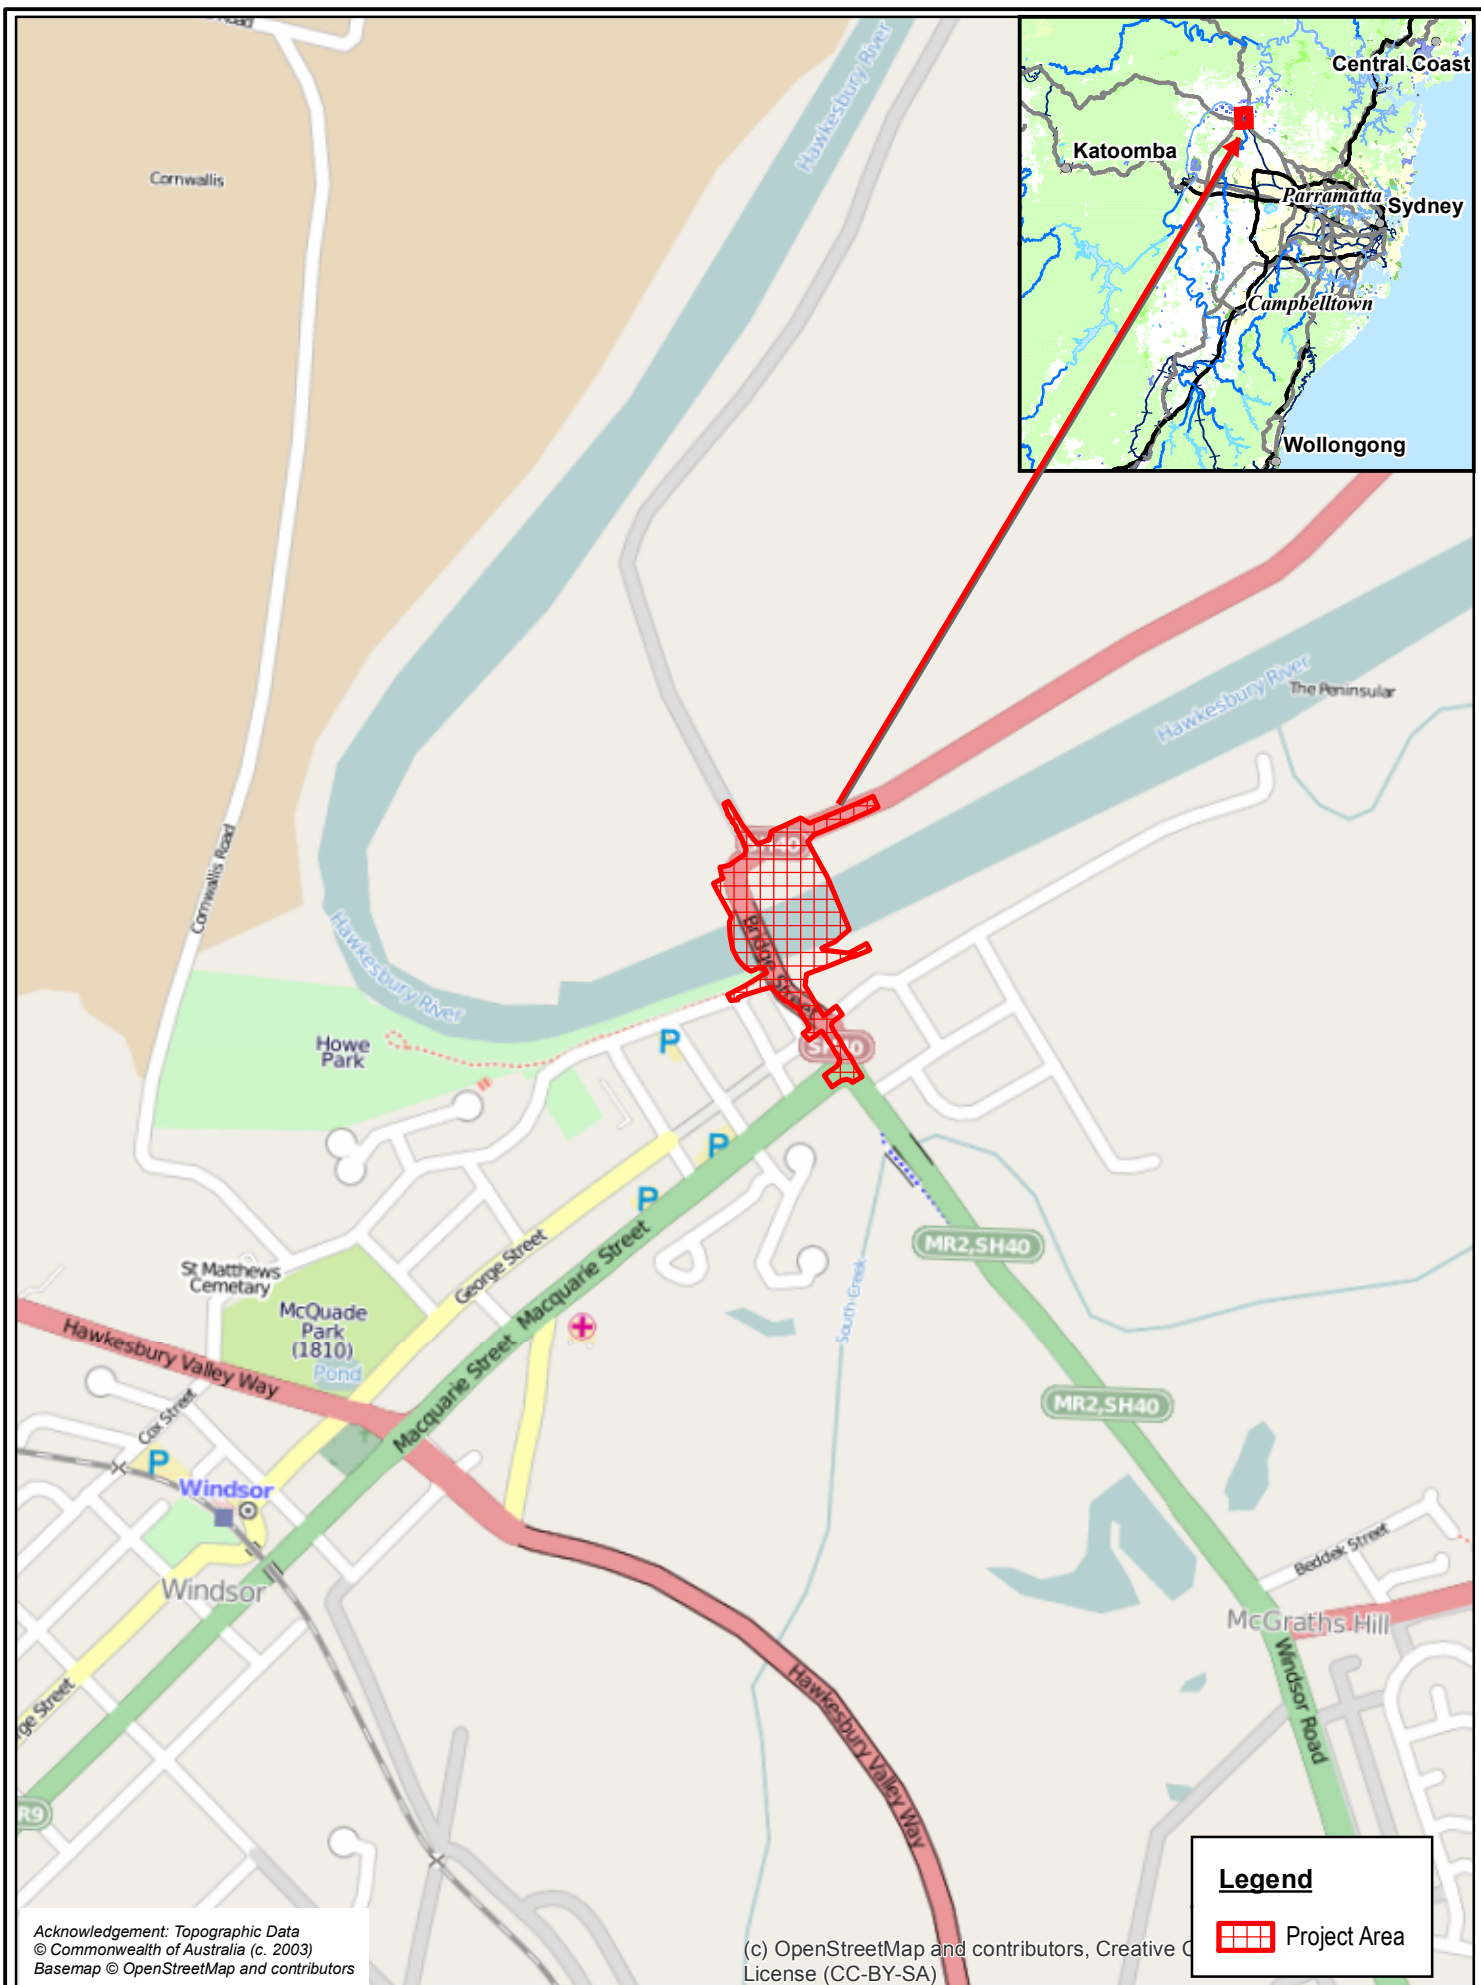 Hawkesbury River
Central Coast
Katoomba
Parramatta
Sydney
Campbelltown
Wollongong
Cornwallis
Hawkesbury River
The Peninsular
Cornwallis Road
SH40
Bridge Street
Hawkesbury River
Howe
Park
P
SH40
P
P
MR2,SH40
George Street
Macquarie Street
South Creek
St Matthews
Cemetary
McQuade
Park
(1810)
Pond
Hawkesbury Valley Way
Macquarie Street
MR2,SH40
Cox Street
P
Windsor
Windsor
Beddek Street
McGraths Hill
Windsor Road
rge Street
Hawkesbury Valley Way
R9
Legend
Project Area
Acknowledgement: Topographic Data
© Commonwealth of Australia (c. 2003)
Basemap © OpenStreetMap and contributors
(c) OpenStreetMap and contributors, Creative C
License (CC-BY-SA)